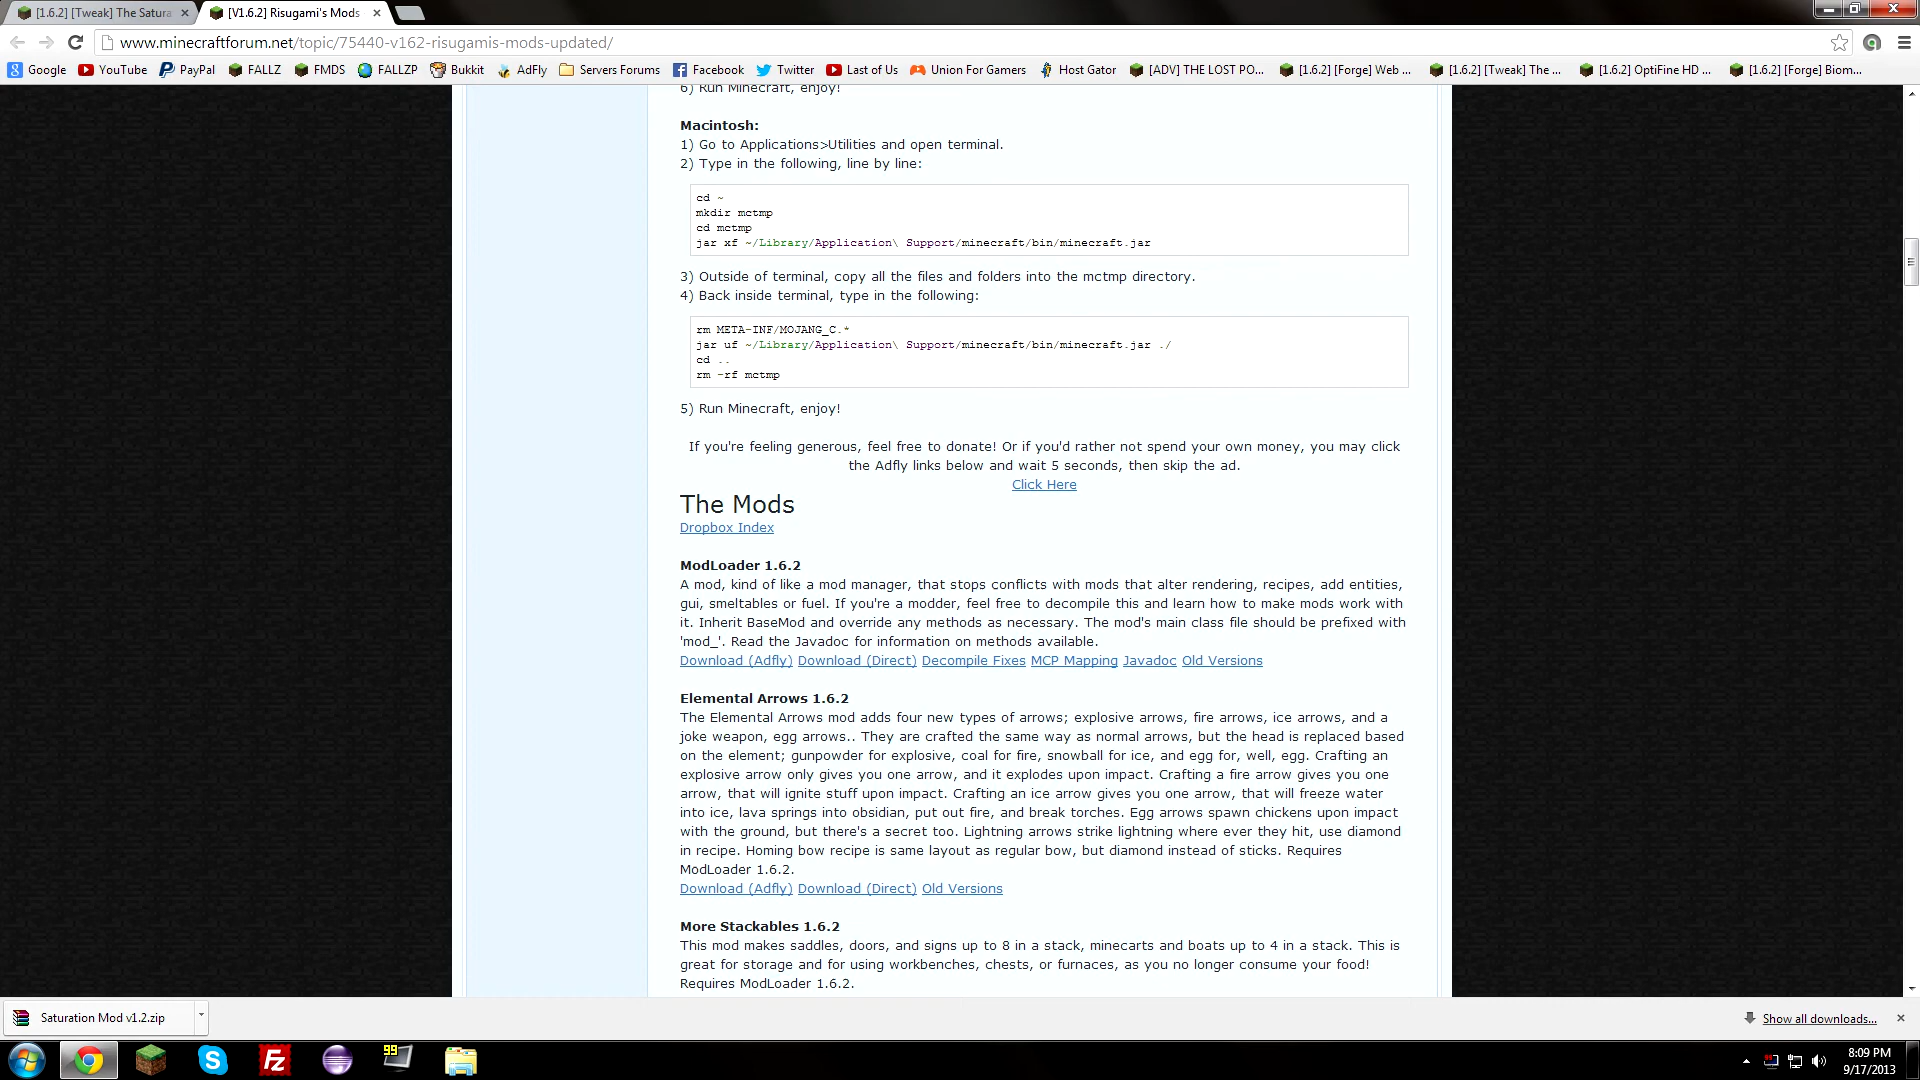 [1.6.2] [Tweak] The Satura
[V1.6.2] Risugami's Mods
www.minecraftforum.net/topic/75440-v162-risugamis-mods-updated/
Google YouTube PayPal FALLZ FMDS FALLZP Bukkit AdFly Servers Forums Facebook Twitter Last of Us Union For Gamers Host Gator [ADV] THE LOST PO... [1.6.2] [Forge] Web ... [1.6.2] [Tweak] The ... [1.6.2] OptiFine HD ... [1.6.2] [Forge] Biom...
6) Run Minecraft, enjoy!
Macintosh:
1) Go to Applications>Utilities and open terminal.
2) Type in the following, line by line:
cd ~
mkdir mctmp
cd mctmp
jar xf ~/Library/Application\ Support/minecraft/bin/minecraft.jar
3) Outside of terminal, copy all the files and folders into the mctmp directory.
4) Back inside terminal, type in the following:
rm META-INF/MOJANG_C.*
jar uf ~/Library/Application\ Support/minecraft/bin/minecraft.jar ./
cd ..
rm -rf mctmp
5) Run Minecraft, enjoy!
If you're feeling generous, feel free to donate! Or if you'd rather not spend your own money, you may click
the Adfly links below and wait 5 seconds, then skip the ad.
Click Here
The Mods
Dropbox Index
ModLoader 1.6.2
A mod, kind of like a mod manager, that stops conflicts with mods that alter rendering, recipes, add entities,
gui, smeltables or fuel. If you're a modder, feel free to decompile this and learn how to make mods work with
it. Inherit BaseMod and override any methods as necessary. The mod's main class file should be prefixed with
'mod_'. Read the Javadoc for information on methods available.
Download (Adfly) Download (Direct) Decompile Fixes MCP Mapping Javadoc Old Versions
Elemental Arrows 1.6.2
The Elemental Arrows mod adds four new types of arrows; explosive arrows, fire arrows, ice arrows, and a
joke weapon, egg arrows.. They are crafted the same way as normal arrows, but the head is replaced based
on the element; gunpowder for explosive, coal for fire, snowball for ice, and egg for, well, egg. Crafting an
explosive arrow only gives you one arrow, and it explodes upon impact. Crafting a fire arrow gives you one
arrow, that will ignite stuff upon impact. Crafting an ice arrow gives you one arrow, that will freeze water
into ice, lava springs into obsidian, put out fire, and break torches. Egg arrows spawn chickens upon impact
with the ground, but there's a secret too. Lightning arrows strike lightning where ever they hit, use diamond
in recipe. Homing bow recipe is same layout as regular bow, but diamond instead of sticks. Requires
ModLoader 1.6.2.
Download (Adfly) Download (Direct) Old Versions
More Stackables 1.6.2
This mod makes saddles, doors, and signs up to 8 in a stack, minecarts and boats up to 4 in a stack. This is
great for storage and for using workbenches, chests, or furnaces, as you no longer consume your food!
Requires ModLoader 1.6.2.
Saturation Mod v1.2.zip
Show all downloads...
99
8:09 PM
9/17/2013